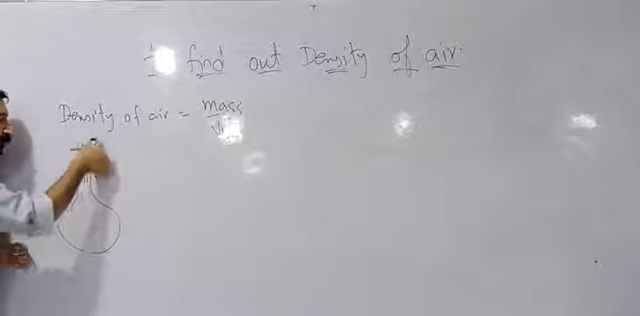 find out Density of air
Density of air = mass